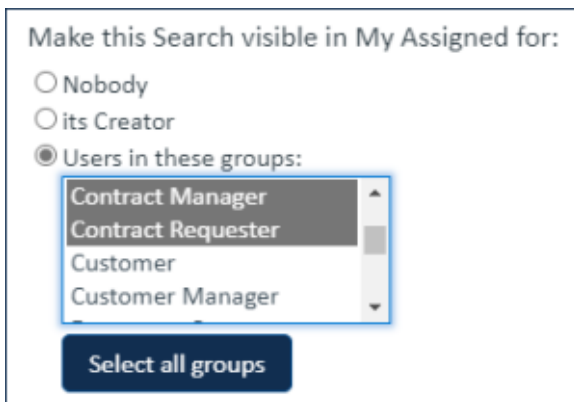 Make this Search visible in My Assigned for:
Nobody
its Creator
Users in these groups:
Contract Manager
Contract Requester
Customer
Customer Manager
Select all groups